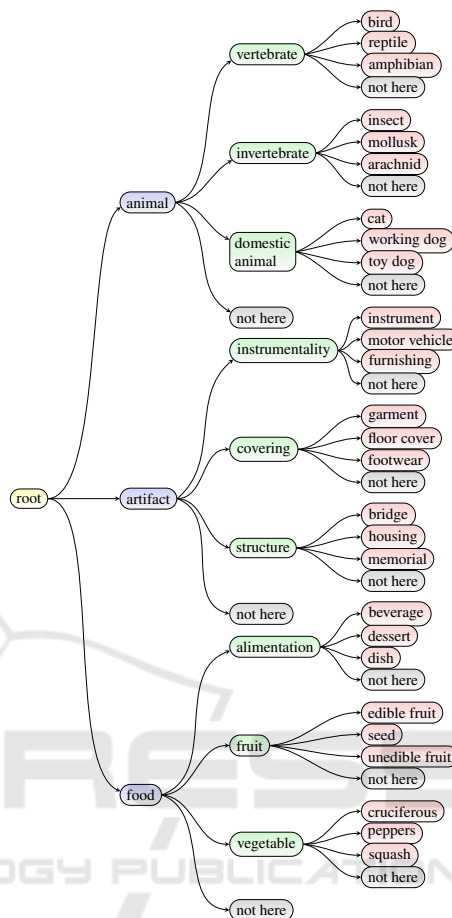 bird
reptile
vertebrate
amphibian
not here
insect
mollusk
invertebrate
arachnid
not here
animal
cat
working dog
domestic
animal
toy dog
not here
not here
instrument
motor vehicle
instrumentality
furnishing
not here
garment
floor cover
covering
footwear
not here
root
artifact
bridge
housing
structure
memorial
not here
not here
beverage
dessert
alimentation
dish
not here
edible fruit
seed
fruit
unedible fruit
not here
food
cruciferous
peppers
vegetable
squash
not here
not here
LOGY PUBLICATION